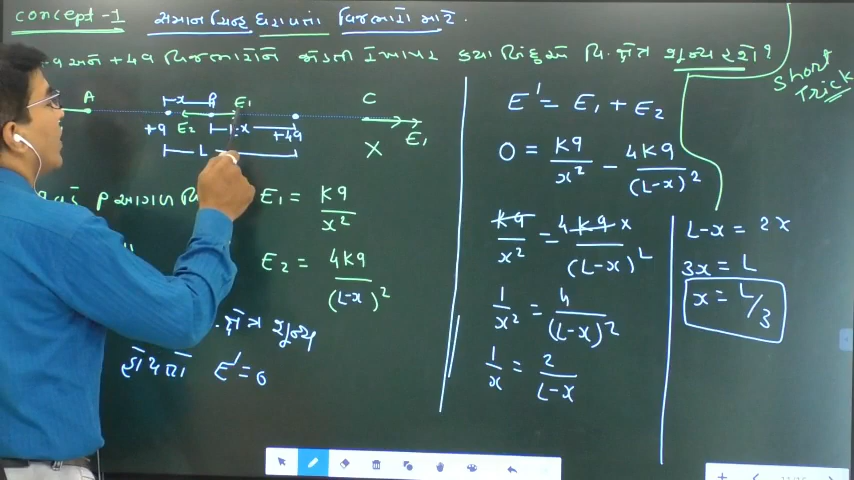 Concept-1 સમાન ચિહ્ન ધરાવતા વિજભારો માટે.
+q અને +4q વિજભારોને જોડતી રેખાપર કયા બિંદુએ વિ. ક્ષેત્ર શૂન્ય હશે?
Short Trick
A x P E₁ C
+q E₂ L-x +4q E₁
L X
P આગળ
E₁ = Kq/x²
E₂ = 4Kq/(L-x)²
ક્ષેત્ર શૂન્ય
હોવાથી E' = 0
E' = E₁ + E₂
0 = Kq/x² - 4Kq/(L-x)²
Kq/x² = 4Kq x/(L-x)²
1/x² = 4/(L-x)²
1/x = 2/L-x
L-x = 2x
3x = L
x = L/3